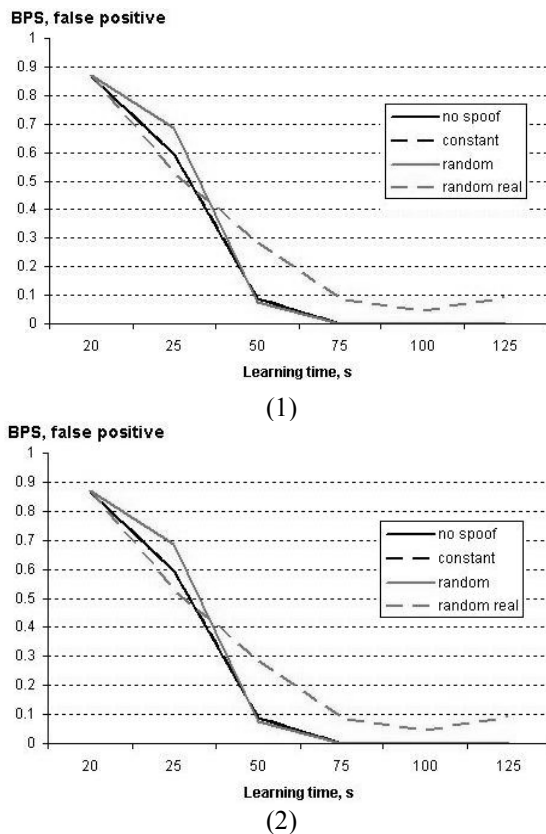 BPS, false positive
1
0.9
0.8
0.7
0.6
0.5
0.4
0.3
0.2
0.1
0
no spoof
constant
random
random real
20 25 50 75 100 125
Learning time, s
(1)
BPS, false positive
1
0.9
0.8
0.7
0.6
0.5
0.4
0.3
0.2
0.1
0
no spoof
constant
random
random real
20 25 50 75 100 125
Learning time, s
(2)